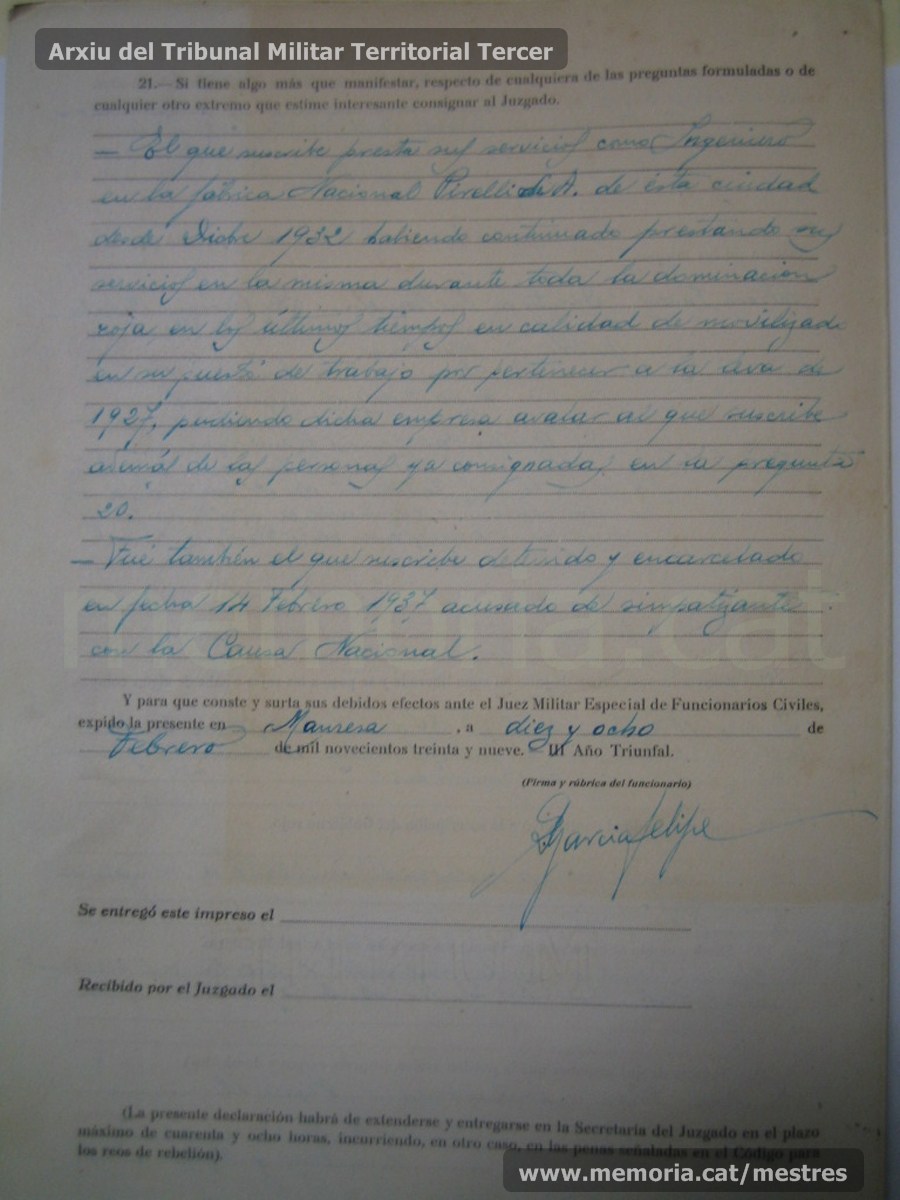 Arxiu del Tribunal Militar Territorial Tercer
21.—Si tiene algo más que manifestar, respecto de cualquiera de las preguntas formuladas o de
cualquier otro extremo que estime interesante consignar al Juzgado.
— El que suscribe presta sus servicios como Ingeniero
en la fábrica Nacional Pirelli S.A. de ésta ciudad
desde Dicbre 1932 habiendo continuado prestando sus
servicios en la misma durante toda la dominacion
roja, en los últimos tiempos en calidad de movilizado
en su puesto de trabajo por pertenecer a la leva de
1927, pudiendo dicha empresa avalar al que suscribe
además de las personas ya consignadas en la pregunta
20.
— Fué también el que suscribe detenido y encarcelado
en fecha 14 Febrero 1937 acusado de simpatizante
con la Causa Nacional.
memoria.cat
Y para que conste y surta sus debidos efectos ante el Juez Militar Especial de Funcionarios Civiles,
expido la presente en Manresa, a diez y ocho de
Febrero de mil novecientos treinta y nueve.—III Año Triunfal.
(Firma y rúbrica del funcionario)
García Felipe
Se entregó este impreso el
Recibido por el Juzgado el
(La presente declaración habrá de extenderse y entregarse en la Secretaría del Juzgado en el plazo
máximo de cuarenta y ocho horas, incurriendo, en otro caso, en las penas señaladas en el Código para
los reos de rebelión).
www.memoria.cat/mestres